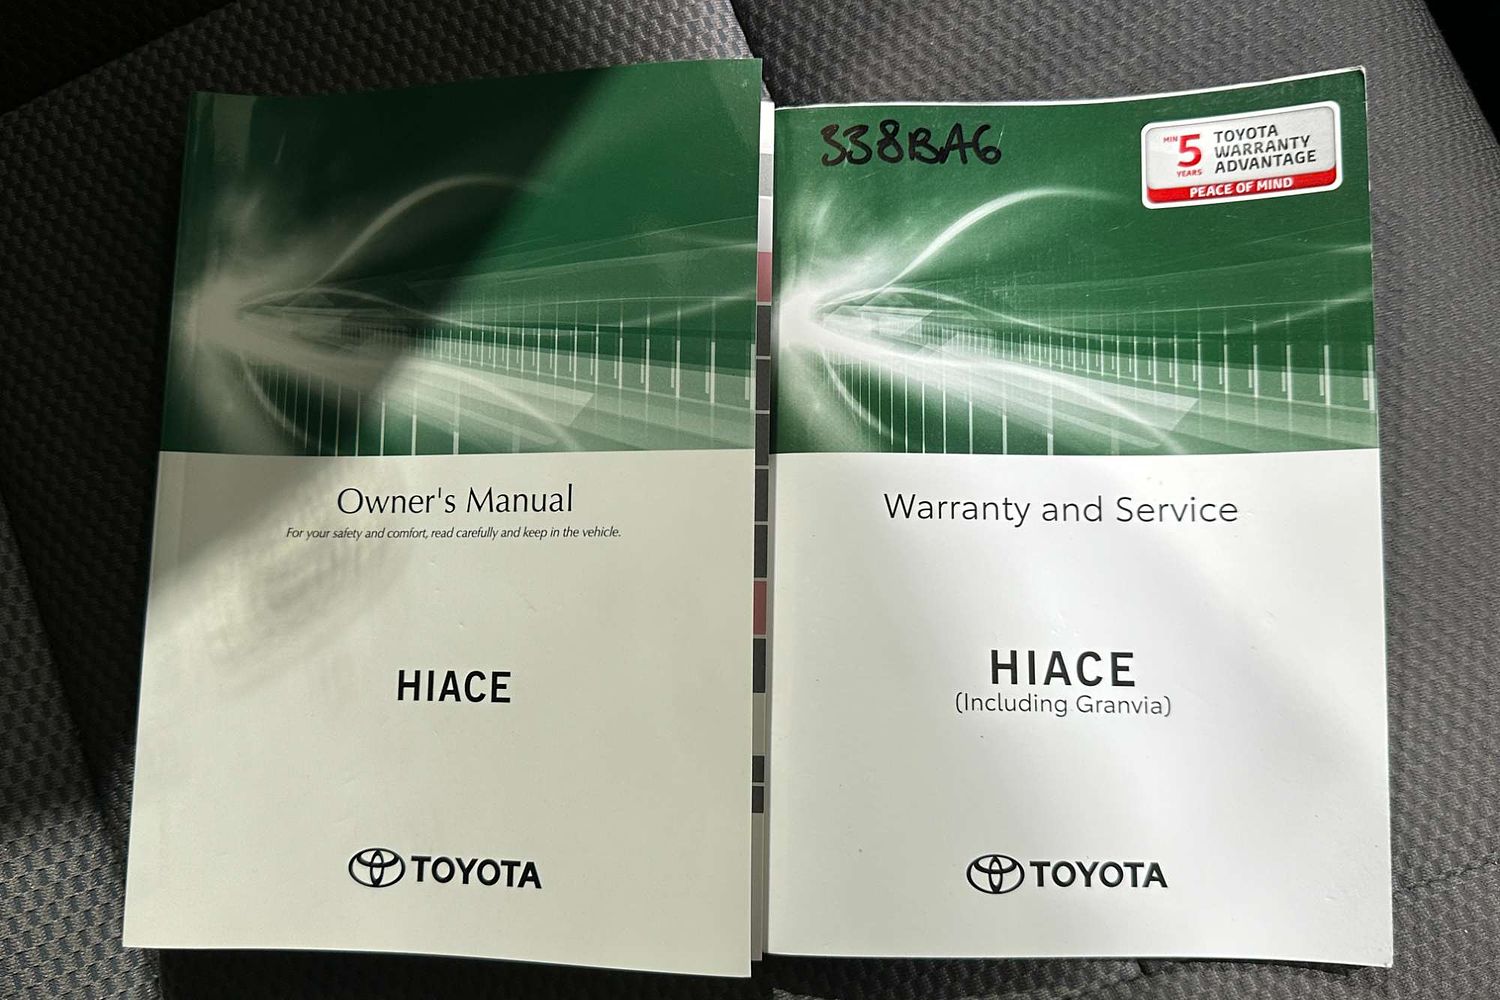 Owner's Manual
For your safety and comfort, read carefully and keep in the vehicle.
HIACE
TOYOTA
338BA6
MIN 5 YEARS
TOYOTA
WARRANTY
ADVANTAGE
PEACE OF MIND
Warranty and Service
HIACE
(Including Granvia)
TOYOTA